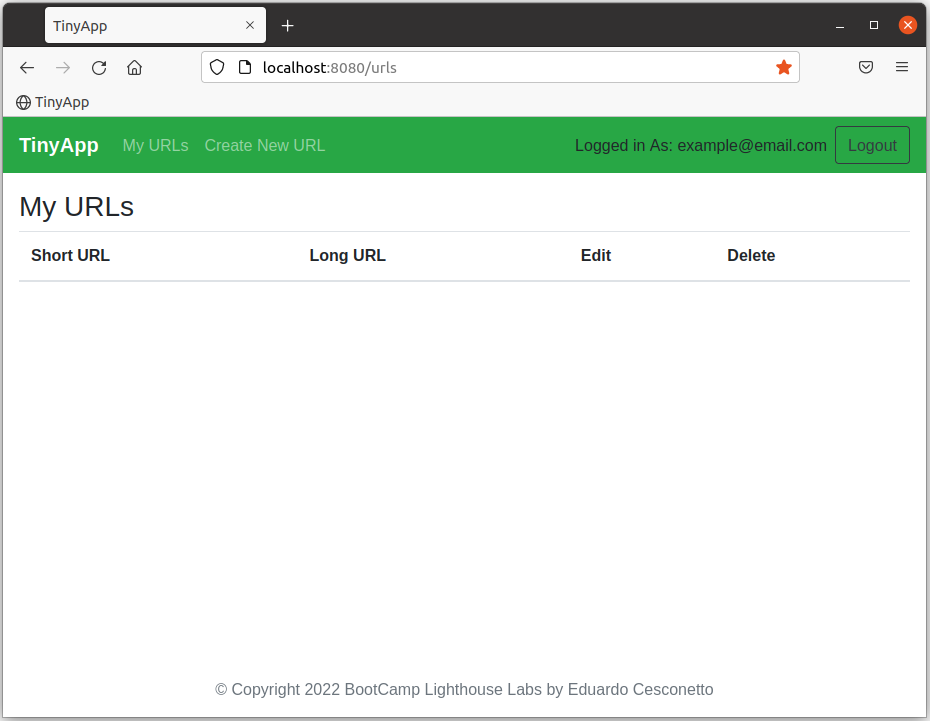 TinyApp
localhost:8080/urls
TinyApp
TinyApp My URLs Create New URL Logged in As: example@email.com Logout
My URLs
Short URL Long URL Edit Delete
© Copyright 2022 BootCamp Lighthouse Labs by Eduardo Cesconetto